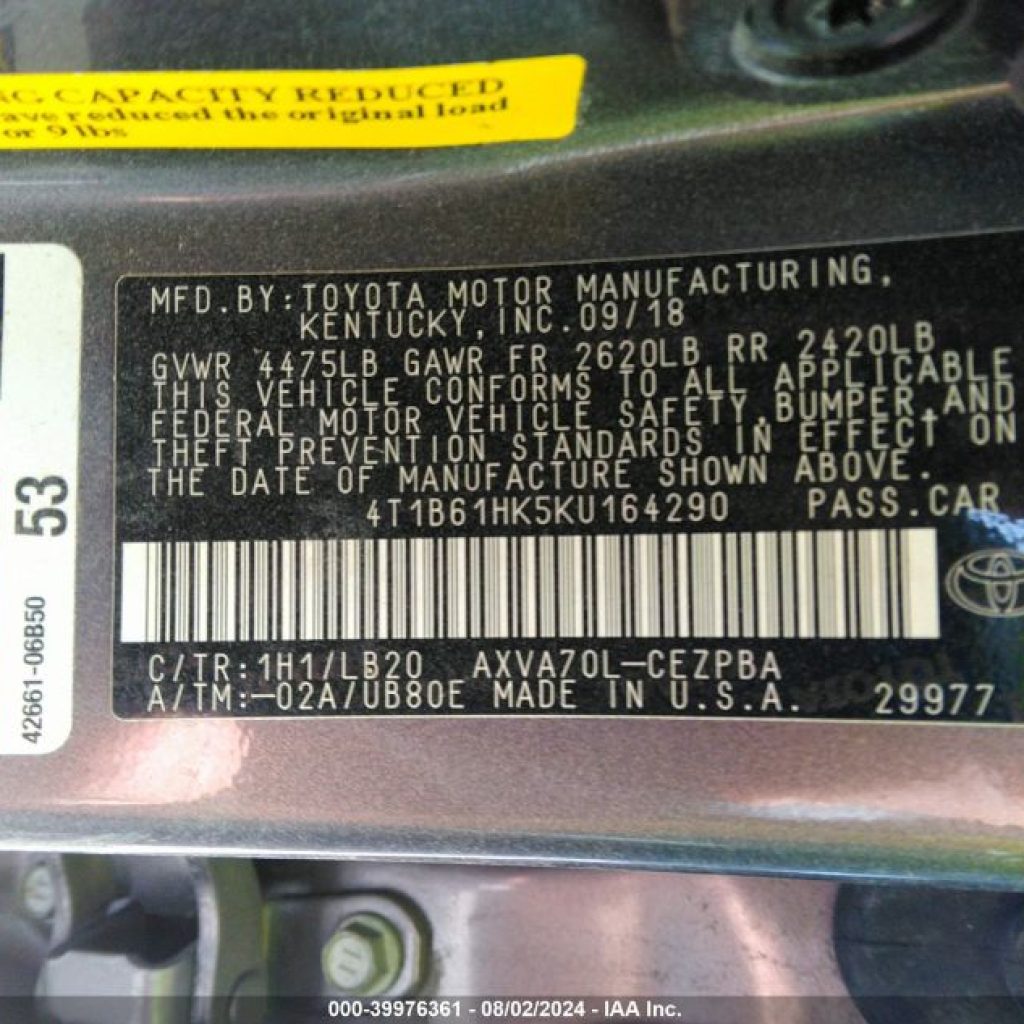 NG CAPACITY REDUCED
ave reduced the original load
or 9 lbs
53
42661-06B50
MFD.BY:TOYOTA MOTOR MANUFACTURING,
KENTUCKY,INC.09/18
GVWR 4475LB GAWR FR 2620LB RR 2420LB
THIS VEHICLE CONFORMS TO ALL APPLICABLE
FEDERAL MOTOR VEHICLE SAFETY,BUMPER,AND
THEFT PREVENTION STANDARDS IN EFFECT ON
THE DATE OF MANUFACTURE SHOWN ABOVE.
4T1B61HK5KU164290 PASS.CAR
C/TR:1H1/LB20 AXVA70L-CEZPBA
A/TM:-02A/UB80E MADE IN U.S.A. 29977
000-39976361 - 08/02/2024 - IAA Inc.